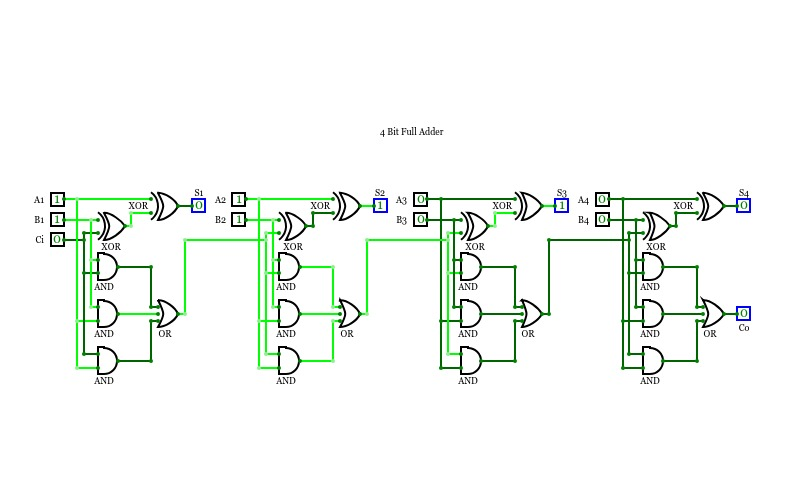 4 Bit Full Adder
A1 1 XOR S1 0 A2 1 XOR S2 1 A3 0 XOR S3 1 A4 0 XOR S4 0
B1 1 B2 1 B3 0 B4 0
Ci 0 XOR XOR XOR XOR
AND AND AND AND
AND OR AND OR AND OR AND OR 0 Co
AND AND AND AND